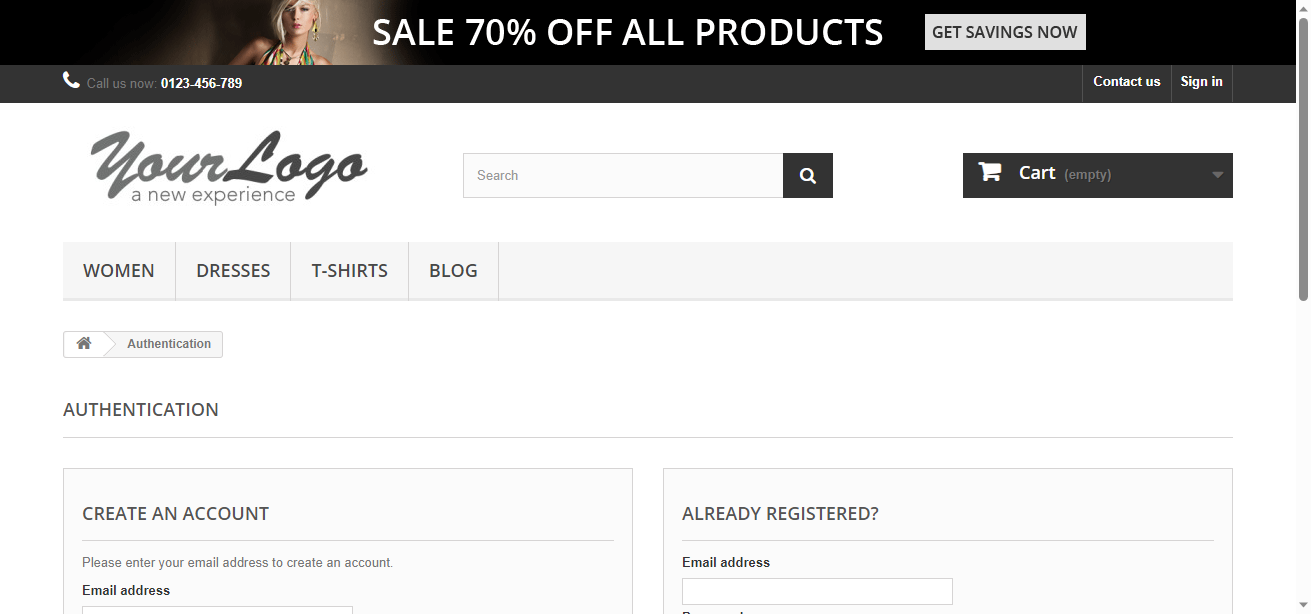 SALE 70% OFF ALL PRODUCTS
GET SAVINGS NOW
Call us now: 0123-456-789
Contact us
Sign in
YourLogo
a new experience
Search
Cart (empty)
WOMEN
DRESSES
T-SHIRTS
BLOG
Authentication
AUTHENTICATION
CREATE AN ACCOUNT
Please enter your email address to create an account.
Email address
ALREADY REGISTERED?
Email address